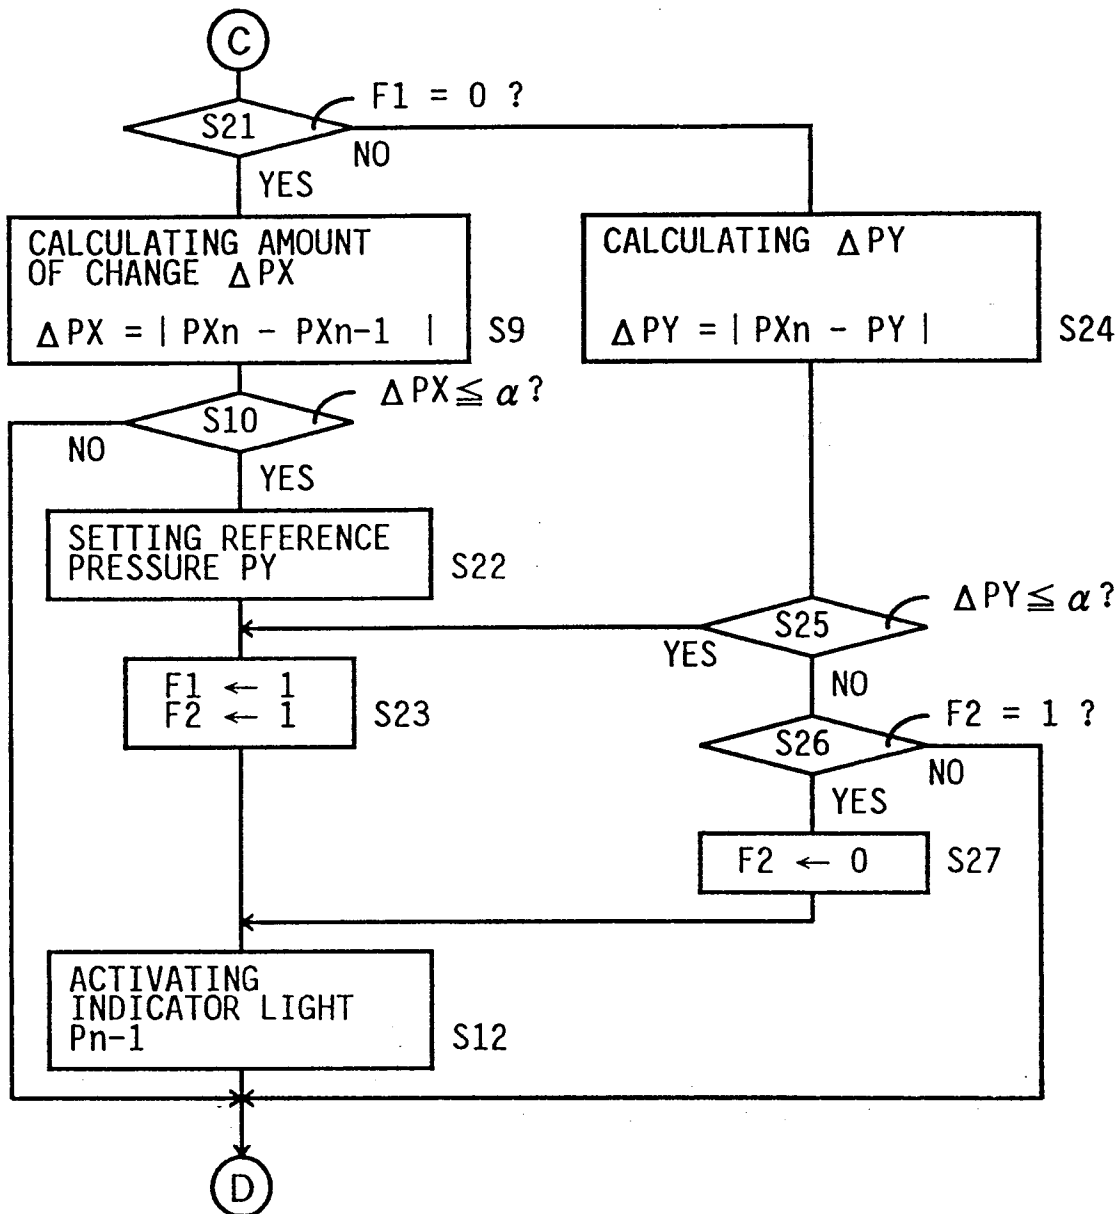 C
F1 = 0 ?
S21
NO
YES
CALCULATING AMOUNT
OF CHANGE ΔPX
ΔPX = | PXn - PXn-1 |
S9
CALCULATING ΔPY
ΔPY = | PXn - PY |
S24
ΔPX ≦ α ?
S10
NO
YES
SETTING REFERENCE
PRESSURE PY
S22
ΔPY ≦ α ?
S25
YES
NO
F1 ← 1
F2 ← 1
S23
F2 = 1 ?
S26
NO
YES
F2 ← 0
S27
ACTIVATING
INDICATOR LIGHT
Pn-1
S12
D